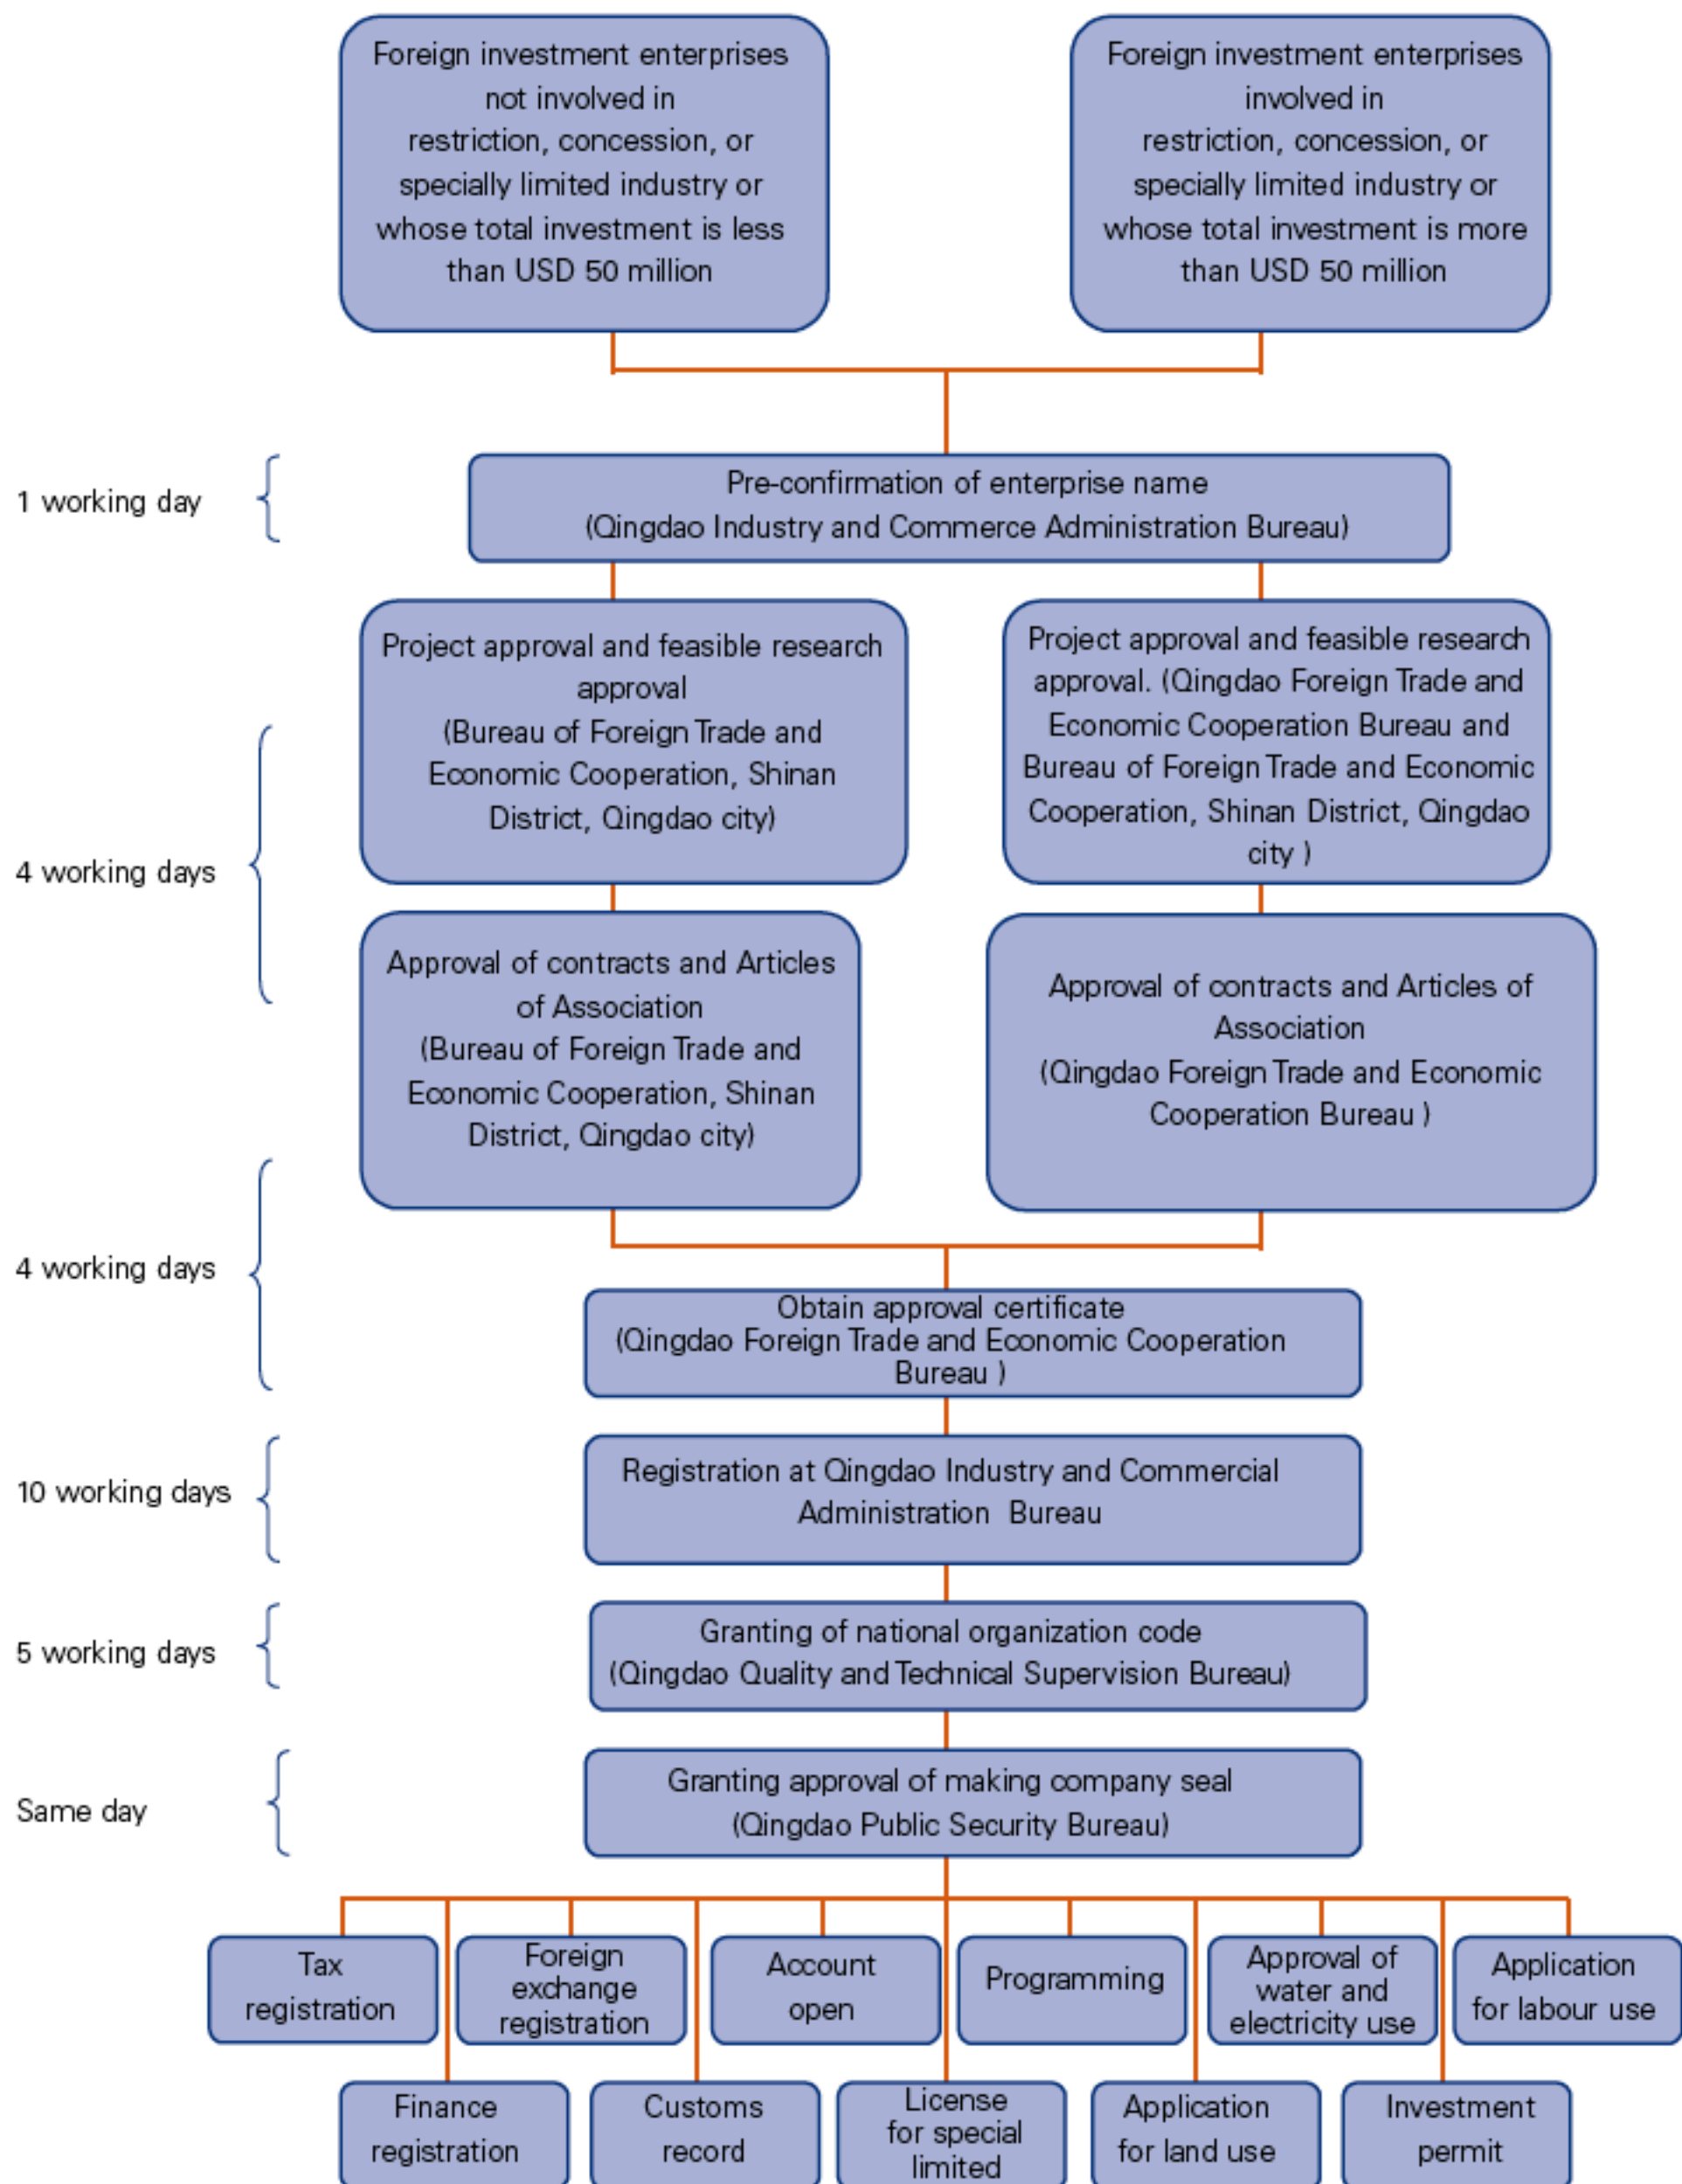 Foreign investment enterprises
not involved in
restriction, concession, or
specially limited industry or
whose total investment is less
than USD 50 million
Foreign investment enterprises
involved in
restriction, concession, or
specially limited industry or
whose total investment is more
than USD 50 million
1 working day
Pre-confirmation of enterprise name
(Qingdao Industry and Commerce Administration Bureau)
Project approval and feasible research
approval
(Bureau of Foreign Trade and
Economic Cooperation, Shinan
District, Qingdao city)
Project approval and feasible research
approval. (Qingdao Foreign Trade and
Economic Cooperation Bureau and
Bureau of Foreign Trade and Economic
Cooperation, Shinan District, Qingdao
city )
4 working days
Approval of contracts and Articles
of Association
(Bureau of Foreign Trade and
Economic Cooperation, Shinan
District, Qingdao city)
Approval of contracts and Articles of
Association
(Qingdao Foreign Trade and Economic
Cooperation Bureau )
4 working days
Obtain approval certificate
(Qingdao Foreign Trade and Economic Cooperation
Bureau )
10 working days
Registration at Qingdao Industry and Commercial
Administration Bureau
5 working days
Granting of national organization code
(Qingdao Quality and Technical Supervision Bureau)
Same day
Granting approval of making company seal
(Qingdao Public Security Bureau)
Tax
registration
Foreign
exchange
registration
Account
open
Programming
Approval of
water and
electricity use
Application
for labour use
Finance
registration
Customs
record
License
for special
limited
Application
for land use
Investment
permit